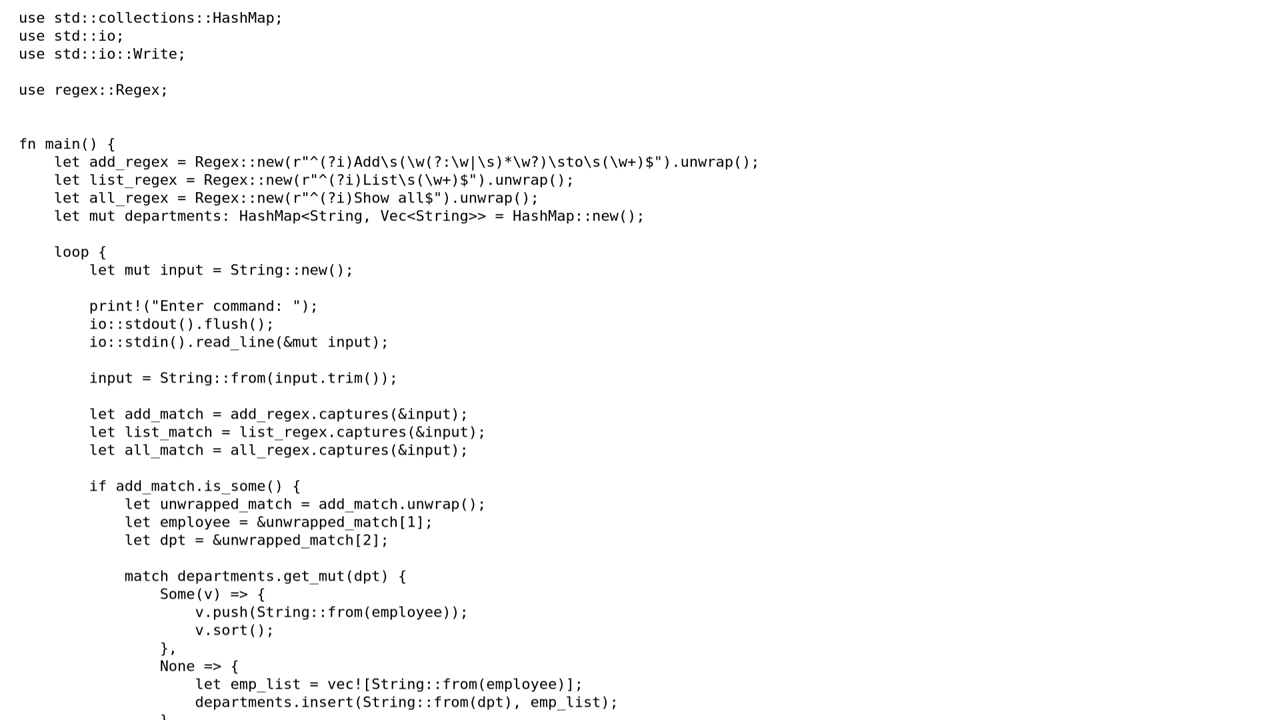 use std::collections::HashMap;
use std::io;
use std::io::Write;

use regex::Regex;


fn main() {
    let add_regex = Regex::new(r"^(?i)Add\s(\w(?:\w|\s)*\w?)\sto\s(\w+)$").unwrap();
    let list_regex = Regex::new(r"^(?i)List\s(\w+)$").unwrap();
    let all_regex = Regex::new(r"^(?i)Show all$").unwrap();
    let mut departments: HashMap<String, Vec<String>> = HashMap::new();

    loop {
        let mut input = String::new();

        print!("Enter command: ");
        io::stdout().flush();
        io::stdin().read_line(&mut input);

        input = String::from(input.trim());

        let add_match = add_regex.captures(&input);
        let list_match = list_regex.captures(&input);
        let all_match = all_regex.captures(&input);

        if add_match.is_some() {
            let unwrapped_match = add_match.unwrap();
            let employee = &unwrapped_match[1];
            let dpt = &unwrapped_match[2];

            match departments.get_mut(dpt) {
                Some(v) => {
                    v.push(String::from(employee));
                    v.sort();
                },
                None => {
                    let emp_list = vec![String::from(employee)];
                    departments.insert(String::from(dpt), emp_list);
                }